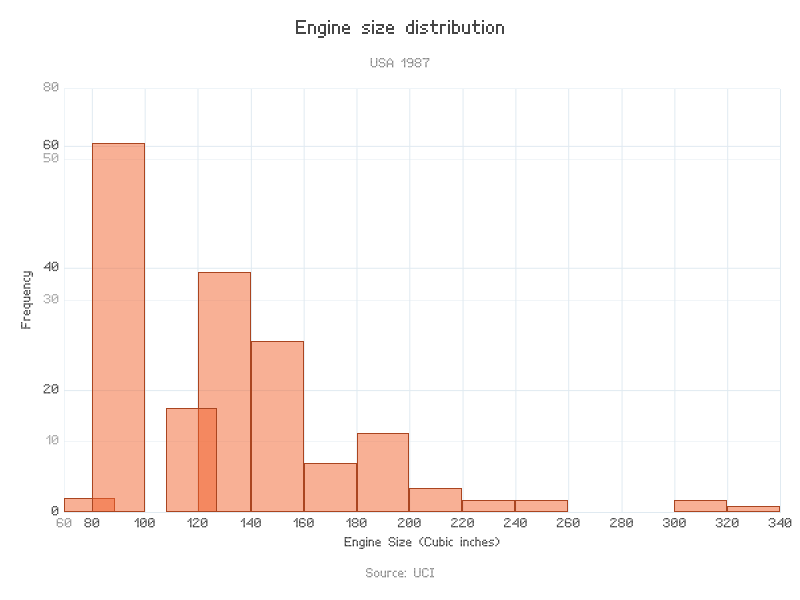 Engine size distribution
USA 1987
80
60
50
40
30
20
10
0
Frequency
60 80 100 120 140 160 180 200 220 240 260 280 300 320 340
Engine Size (Cubic inches)
Source: UCI